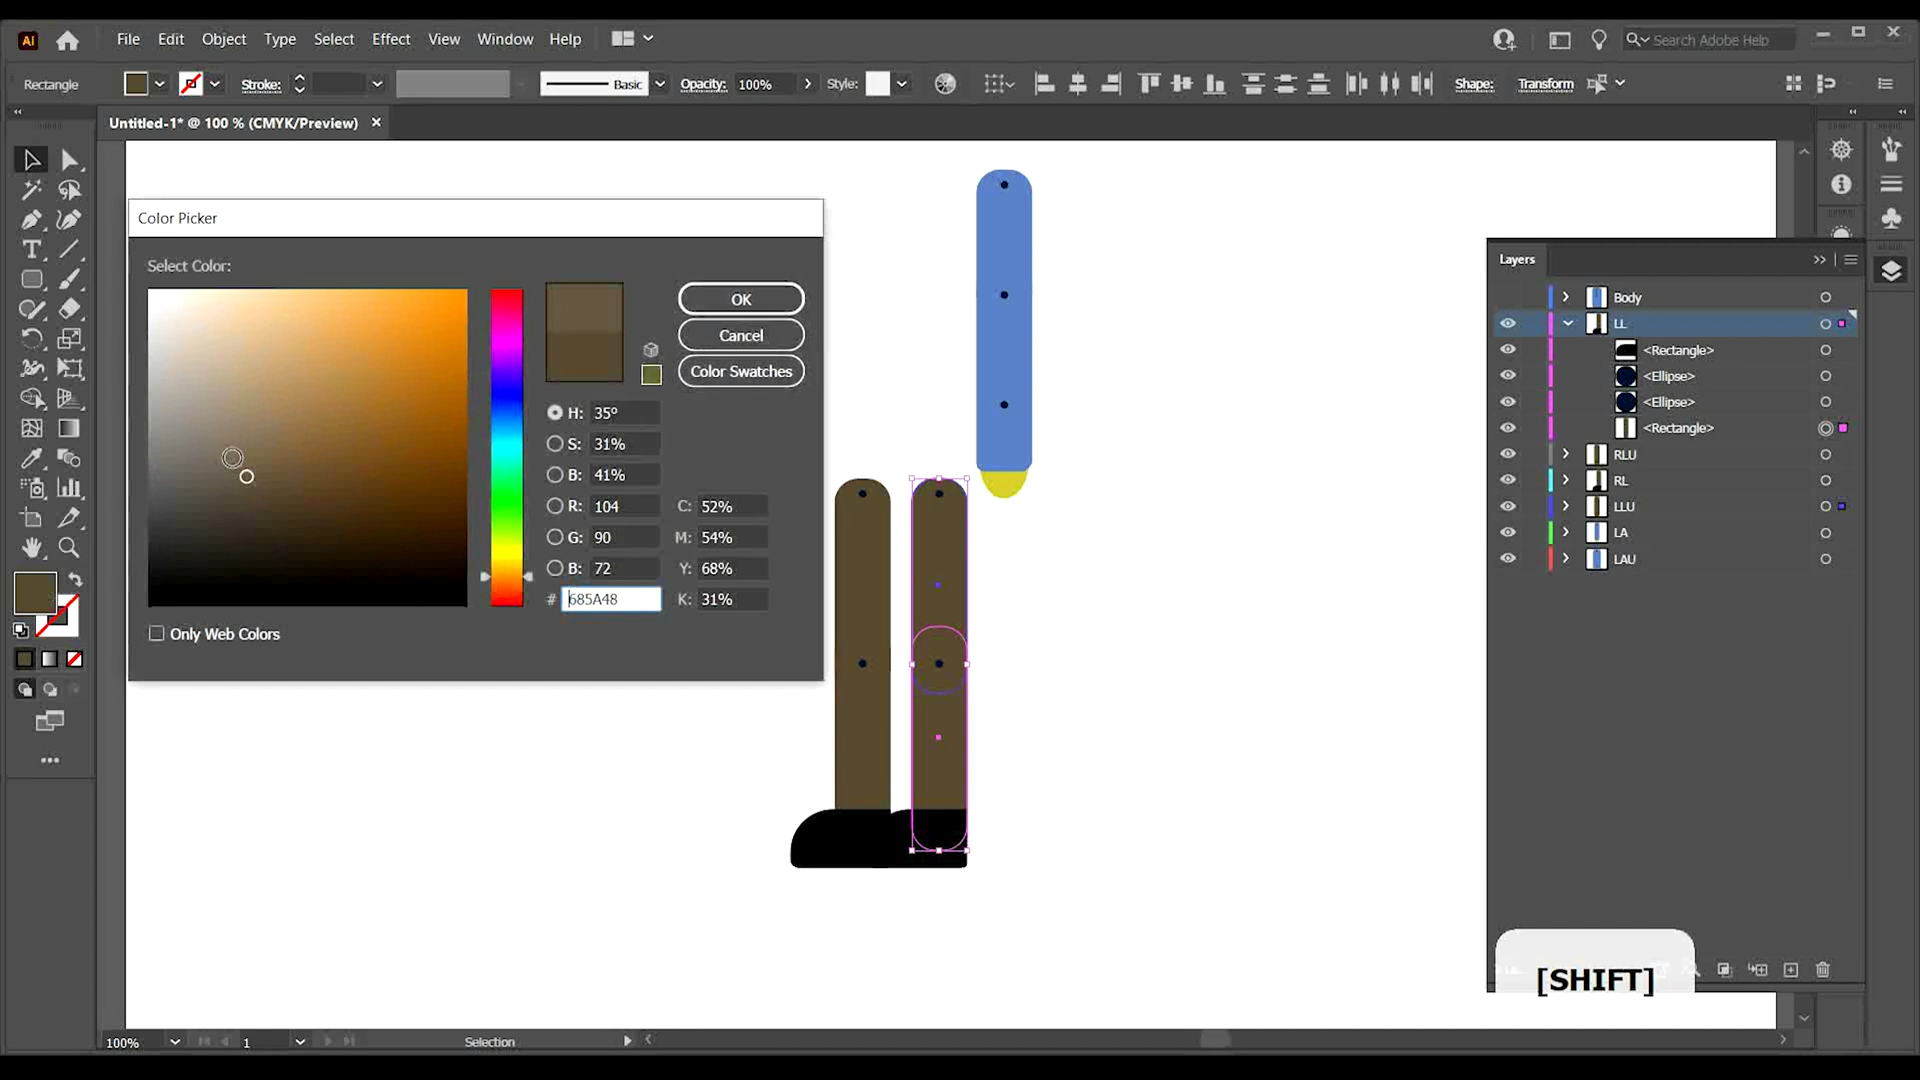 Ai File Edit Object Type Select Effect View Window Help Search Adobe Help
Rectangle Stroke: Basic Opacity: 100% Style: Shape: Transform
Untitled-1* @ 100 % (CMYK/Preview)
Color Picker
Select Color:
OK
Cancel
Color Swatches
H: 35º
S: 31%
B: 41%
R: 104 C: 52%
G: 90 M: 54%
B: 72 Y: 68%
# 685A48 K: 31%
Only Web Colors
Layers
Body
LL
<Rectangle>
<Ellipse>
<Ellipse>
<Rectangle>
RLU
RL
LLU
LA
LAU
[SHIFT]
100% 1 Selection